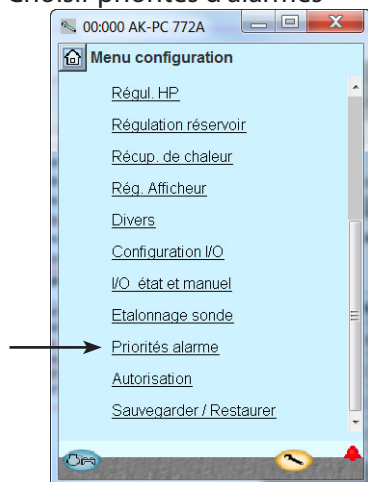 Choisir priorités d'alarmes
00:000 AK-PC 772A
X
Menu configuration
Régul. HP
Régulation réservoir
Récup. de chaleur
Rég. Afficheur
Divers
Configuration I/O
I/O état et manuel
Etalonnage sonde
Priorités alarme
Autorisation
Sauvegarder / Restaurer